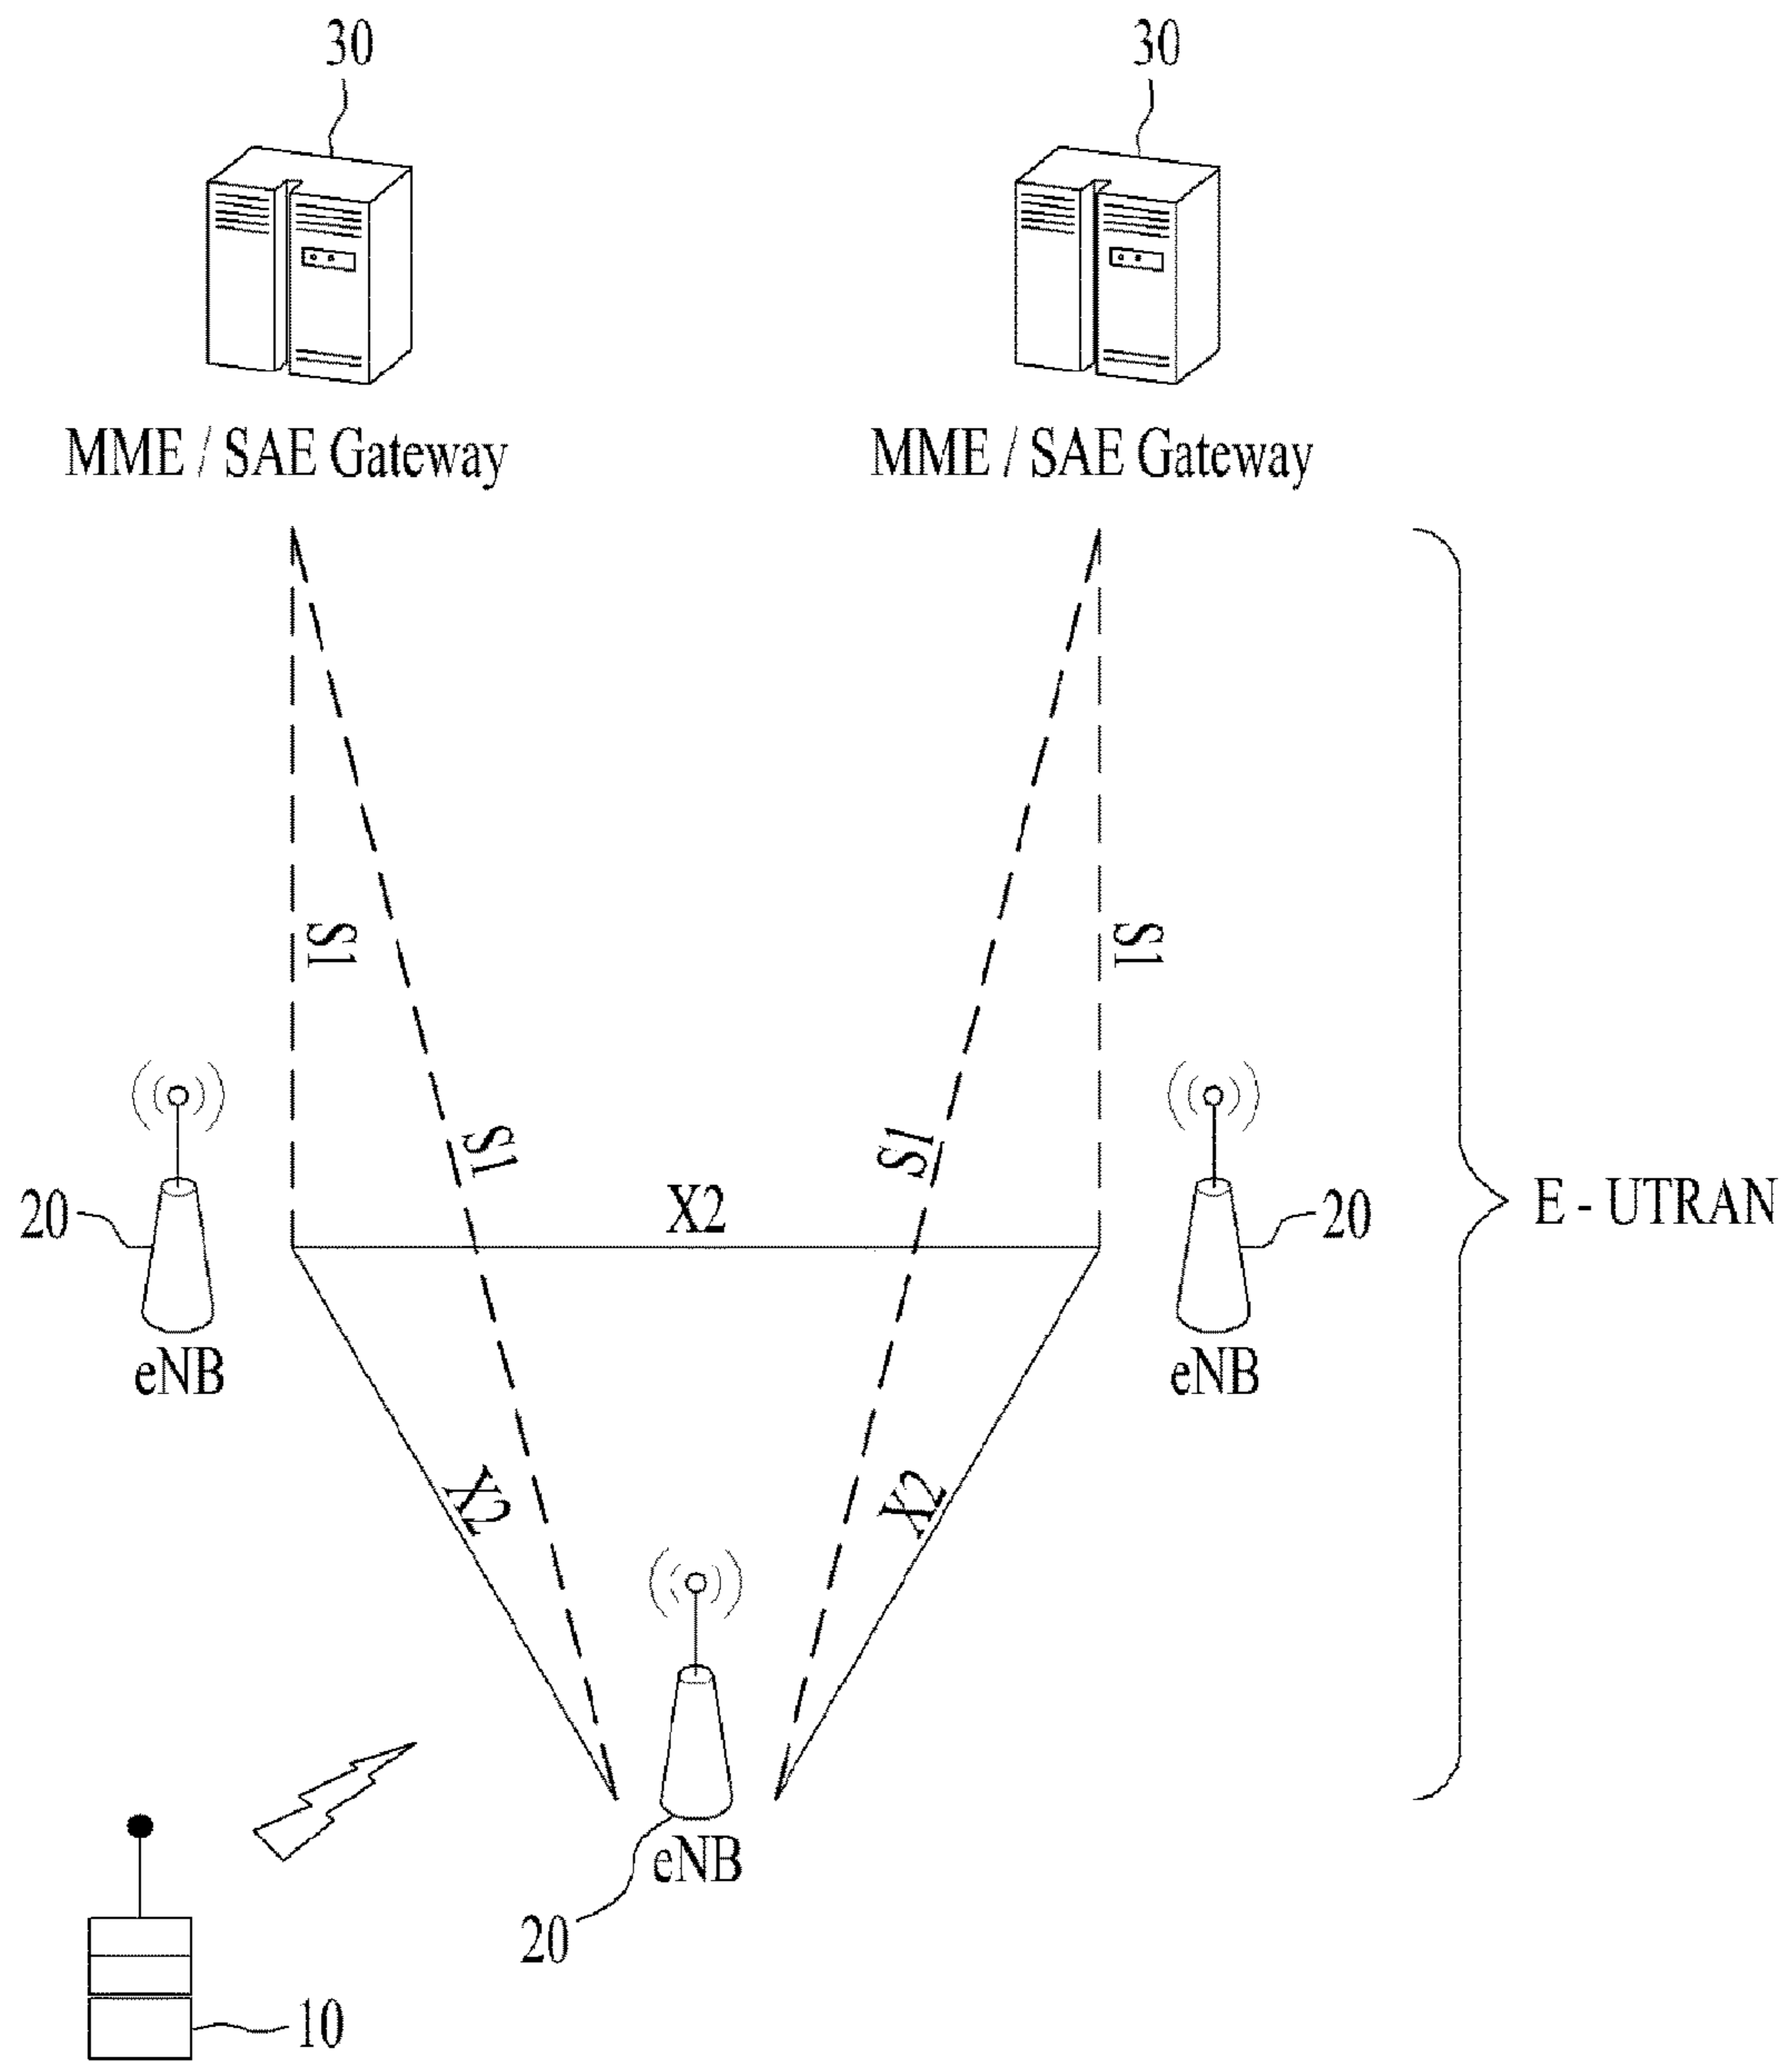 30
30
MME / SAE Gateway
MME / SAE Gateway
S1
S1
S1
S1
X2
20
20
E - UTRAN
eNB
eNB
X2
X2
eNB
20
10